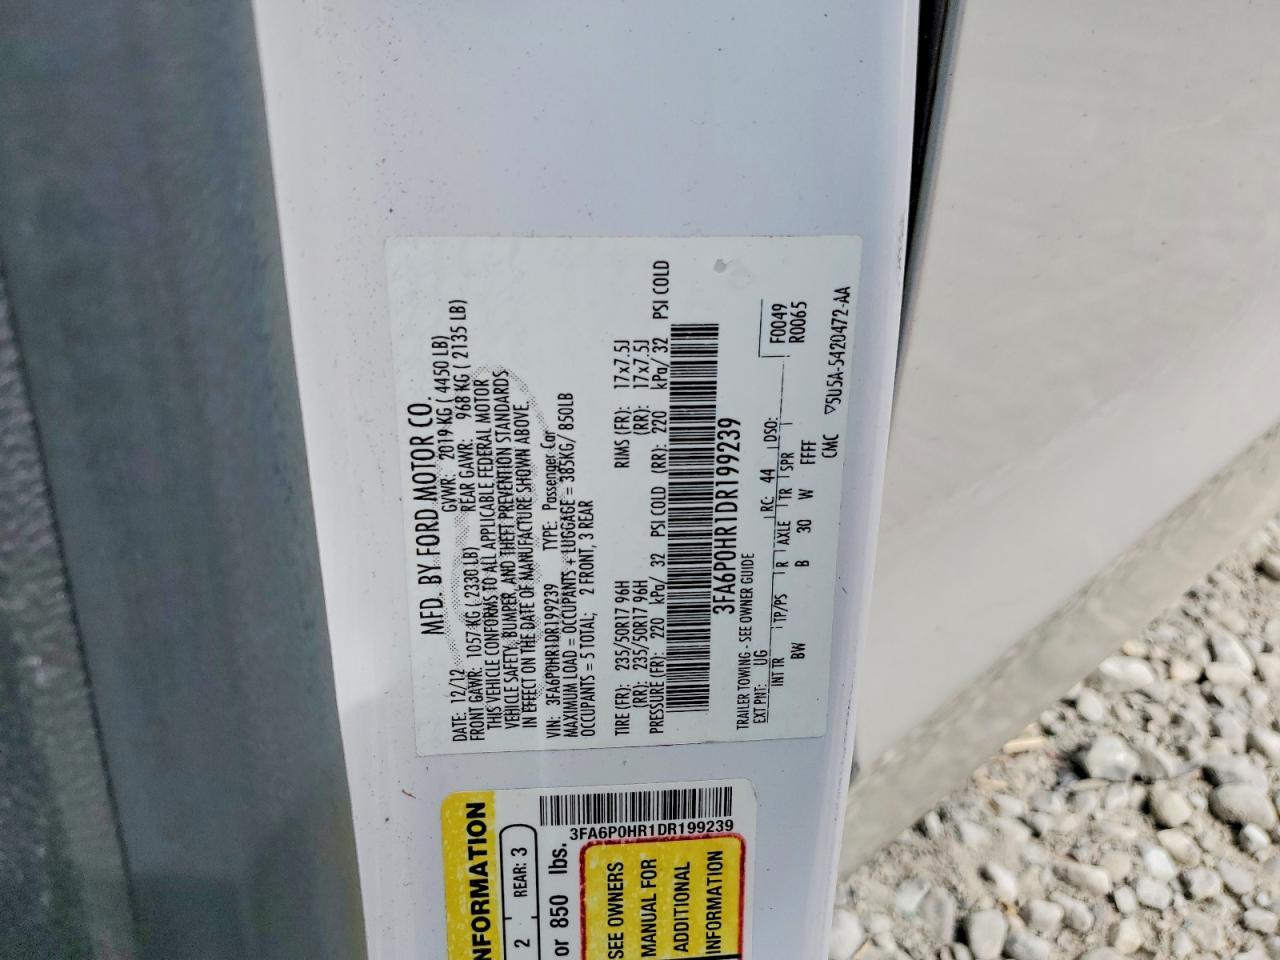 MFD. BY FORD MOTOR CO.
DATE: 12/12 GVWR: 2019 KG ( 4450 LB)
FRONT GAWR: 1057 KG ( 2330 LB) REAR GAWR: 968 KG ( 2135 LB)
THIS VEHICLE CONFORMS TO ALL APPLICABLE FEDERAL MOTOR
VEHICLE SAFETY, BUMPER, AND THEFT PREVENTION STANDARDS
IN EFFECT ON THE DATE OF MANUFACTURE SHOWN ABOVE.
VIN: 3FA6P0HR1DR199239 TYPE: Passenger Car
MAXIMUM LOAD = OCCUPANTS + LUGGAGE = 385KG/ 850LB
OCCUPANTS = 5 TOTAL; 2 FRONT, 3 REAR
TIRE (FR): 235/50R17 96H RIMS (FR): 17x7.5J
(RR): 235/50R17 96H (RR): 17x7.5J
PRESSURE (FR): 220 kPa/ 32 PSI COLD (RR): 220 kPa/ 32 PSI COLD
3FA6P0HR1DR199239
TRAILER TOWING - SEE OWNER GUIDE
F0049
R0065
EXT PNT: UG RC: 44 DSO:
INT TR TP/PS R AXLE TR SPR
BW B 30 W FFFF
CMC ▽5U5A-5420472-AA
NFORMATION
2 REAR: 3
or 850 lbs.
3FA6P0HR1DR199239
SEE OWNERS
MANUAL FOR
ADDITIONAL
INFORMATION